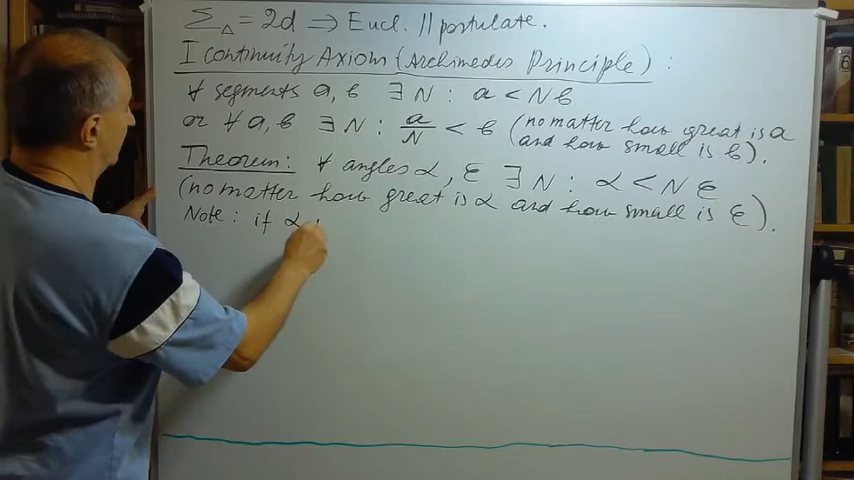 Σ_Δ = 2d ⇒ Eucl. // postulate.
I continuity Axiom (Archimedes Principle):
∀ segments a, b ∃ N : a < N b
or ∀ a, b ∃ N : a/N < b (no matter how great is a and how small is b).
Theorem: ∀ angles α, ε ∃ N : α < N ε
(no matter how great is α and how small is ε).
Note: if α